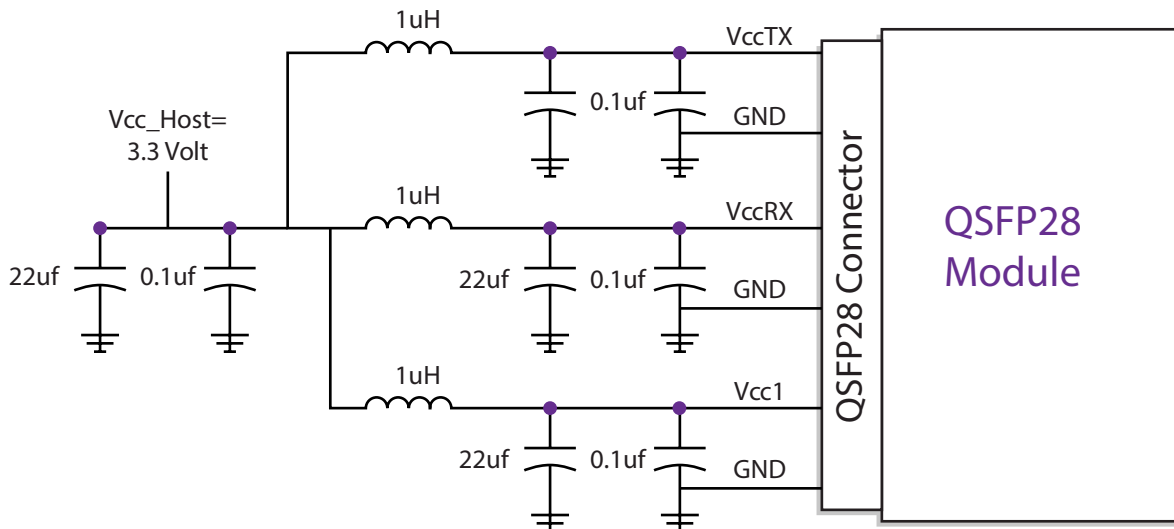 1uH
VccTX
0.1uf
GND
Vcc_Host=
3.3 Volt
1uH
VccRX
22uf
0.1uf
22uf
0.1uf
GND
1uH
Vcc1
22uf
0.1uf
GND
QSFP28 Connector
QSFP28
Module